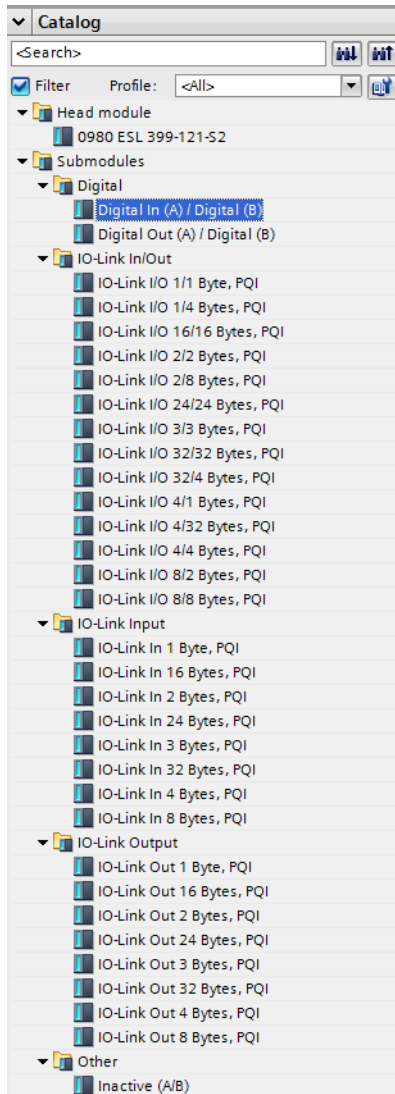 Catalog
<Search>
Filter Profile: <All>
Head module
0980 ESL 399-121-S2
Submodules
Digital
Digital In (A) / Digital (B)
Digital Out (A) / Digital (B)
IO-Link In/Out
IO-Link I/O 1/1 Byte, PQI
IO-Link I/O 1/4 Bytes, PQI
IO-Link I/O 16/16 Bytes, PQI
IO-Link I/O 2/2 Bytes, PQI
IO-Link I/O 2/8 Bytes, PQI
IO-Link I/O 24/24 Bytes, PQI
IO-Link I/O 3/3 Bytes, PQI
IO-Link I/O 32/32 Bytes, PQI
IO-Link I/O 32/4 Bytes, PQI
IO-Link I/O 4/1 Bytes, PQI
IO-Link I/O 4/32 Bytes, PQI
IO-Link I/O 4/4 Bytes, PQI
IO-Link I/O 8/2 Bytes, PQI
IO-Link I/O 8/8 Bytes, PQI
IO-Link Input
IO-Link In 1 Byte, PQI
IO-Link In 16 Bytes, PQI
IO-Link In 2 Bytes, PQI
IO-Link In 24 Bytes, PQI
IO-Link In 3 Bytes, PQI
IO-Link In 32 Bytes, PQI
IO-Link In 4 Bytes, PQI
IO-Link In 8 Bytes, PQI
IO-Link Output
IO-Link Out 1 Byte, PQI
IO-Link Out 16 Bytes, PQI
IO-Link Out 2 Bytes, PQI
IO-Link Out 24 Bytes, PQI
IO-Link Out 3 Bytes, PQI
IO-Link Out 32 Bytes, PQI
IO-Link Out 4 Bytes, PQI
IO-Link Out 8 Bytes, PQI
Other
Inactive (A/B)